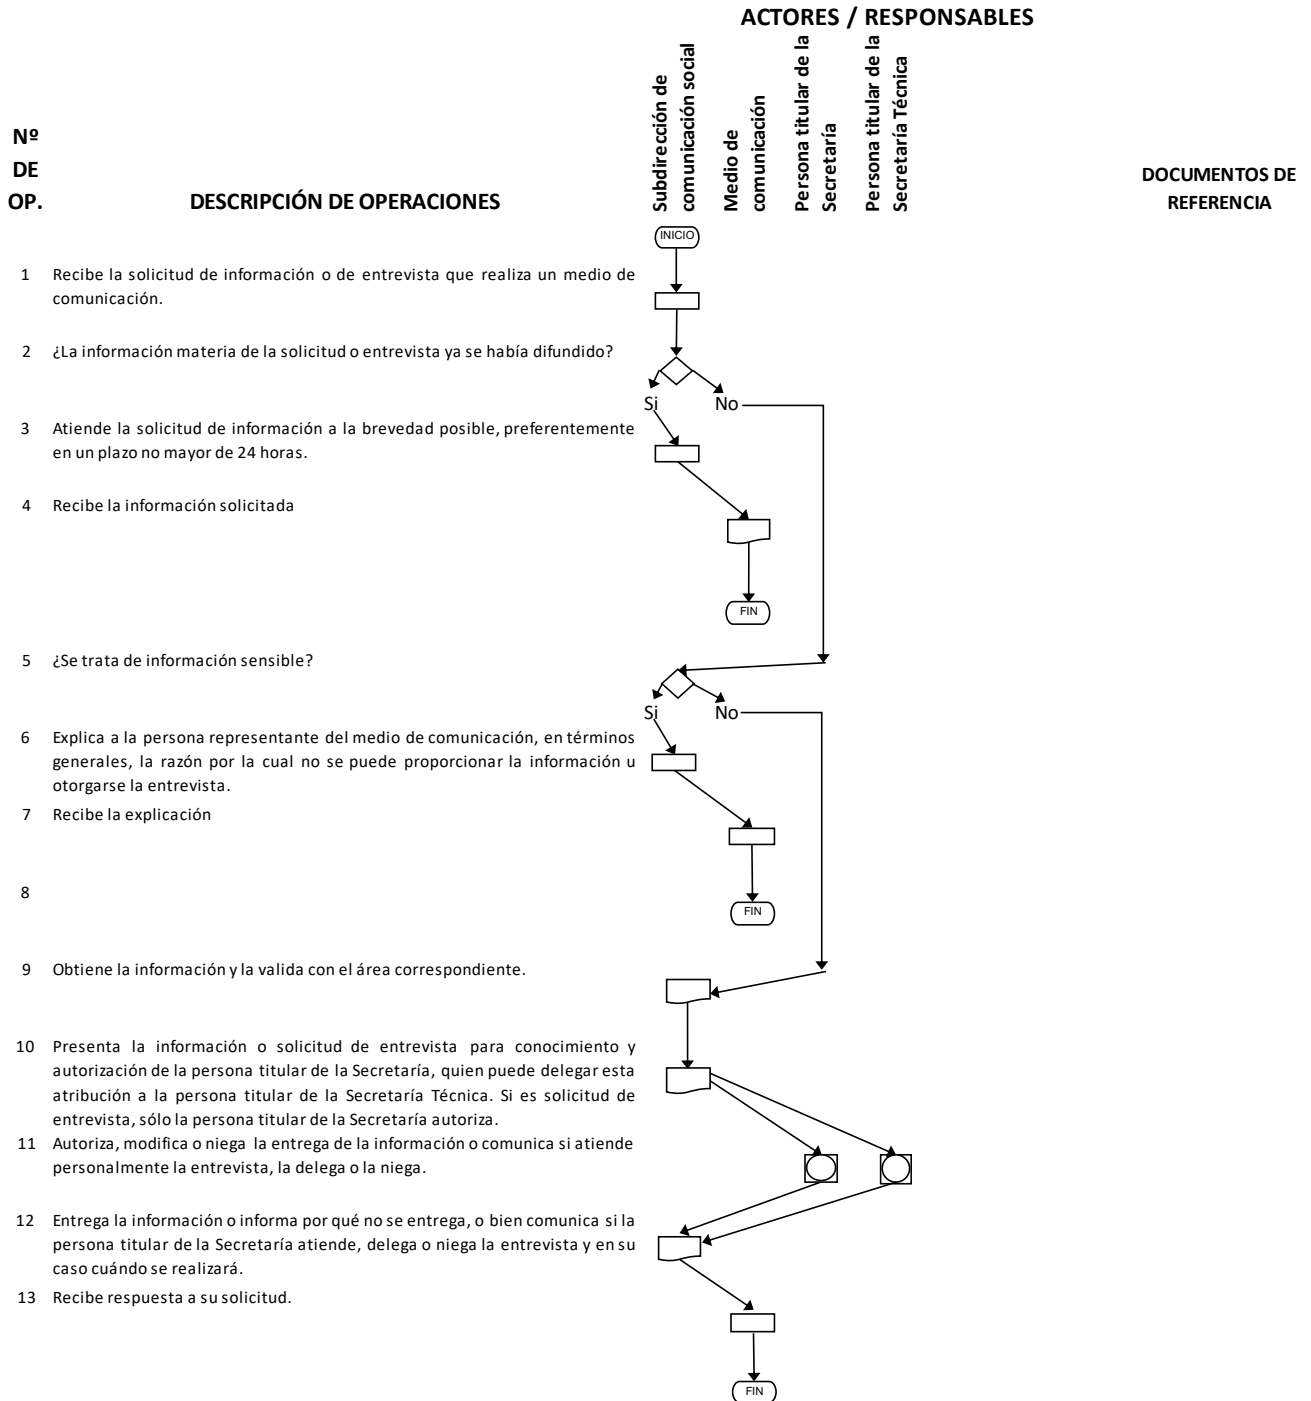 ACTORES / RESPONSABLES
Nº
DE
OP.
DESCRIPCIÓN DE OPERACIONES
Subdirección de
comunicación social
Medio de
comunicación
Persona titular de la
Secretaría
Persona titular de la
Secretaría Técnica
DOCUMENTOS DE
REFERENCIA
INICIO
1 Recibe la solicitud de información o de entrevista que realiza un medio de
comunicación.
2 ¿La información materia de la solicitud o entrevista ya se había difundido?
Si No
3 Atiende la solicitud de información a la brevedad posible, preferentemente
en un plazo no mayor de 24 horas.
4 Recibe la información solicitada
FIN
5 ¿Se trata de información sensible?
Si No
6 Explica a la persona representante del medio de comunicación, en términos
generales, la razón por la cual no se puede proporcionar la información u
otorgarse la entrevista.
7 Recibe la explicación
8
FIN
9 Obtiene la información y la valida con el área correspondiente.
10 Presenta la información o solicitud de entrevista para conocimiento y
autorización de la persona titular de la Secretaría, quien puede delegar esta
atribución a la persona titular de la Secretaría Técnica. Si es solicitud de
entrevista, sólo la persona titular de la Secretaría autoriza.
11 Autoriza, modifica o niega la entrega de la información o comunica si atiende
personalmente la entrevista, la delega o la niega.
12 Entrega la información o informa por qué no se entrega, o bien comunica si la
persona titular de la Secretaría atiende, delega o niega la entrevista y en su
caso cuándo se realizará.
13 Recibe respuesta a su solicitud.
FIN